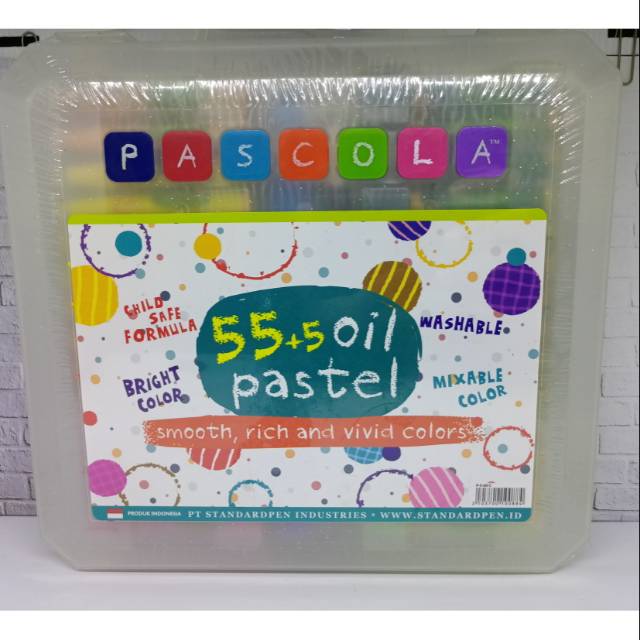 PASCOLA™
CHILD SAFE FORMULA
55+5 oil pastel
WASHABLE
BRIGHT COLOR
MIXABLE COLOR
smooth, rich and vivid colors
PRODUK INDONESIA PT STANDARDPEN INDUSTRIES • WWW.STANDARDPEN.ID